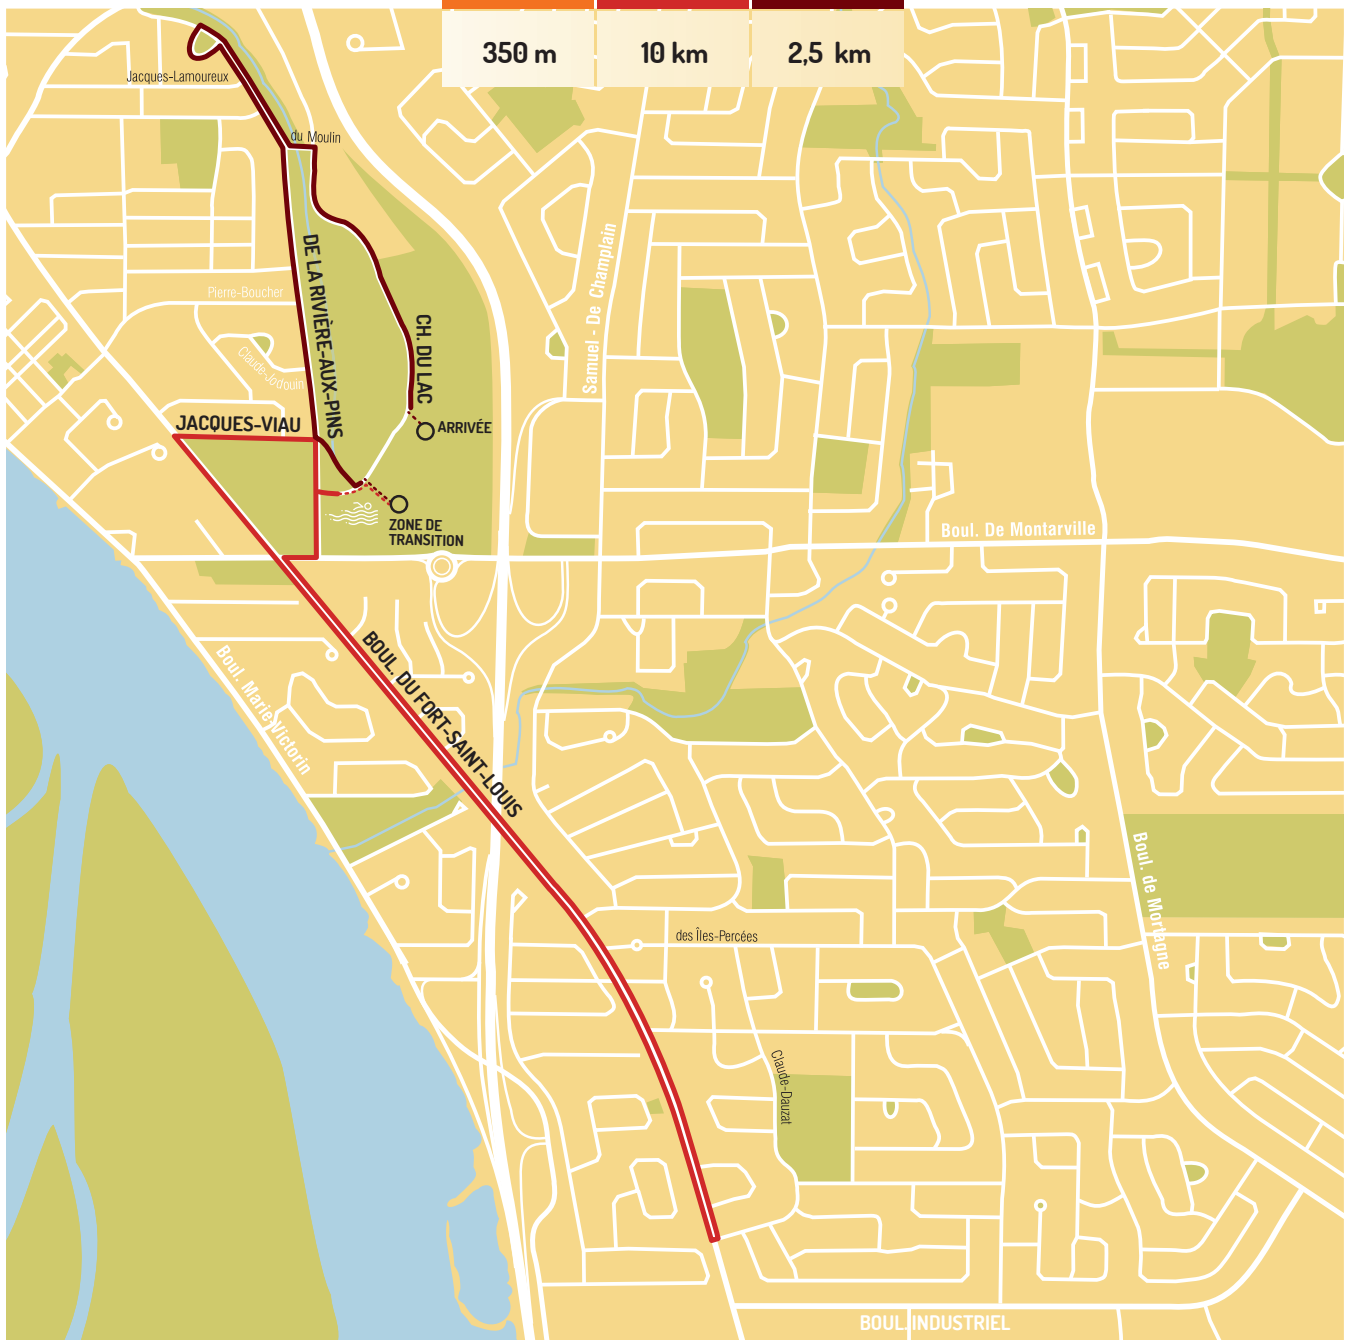 350 m
10 km
2,5 km
Jacques-Lamoureux
du Moulin
DE LA RIVIÈRE-AUX-PINS
Samuel - De Champlain
Pierre-Boucher
CH. DU LAC
Claude-Jodouin
JACQUES-VIAU
ARRIVÉE
ZONE DE
TRANSITION
Boul. De Montarville
BOUL. DU FORT-SAINT-LOUIS
Boul. Marie-Victorin
Boul. de Mortagne
des Îles-Percées
Claude-Dauzat
BOUL. INDUSTRIEL